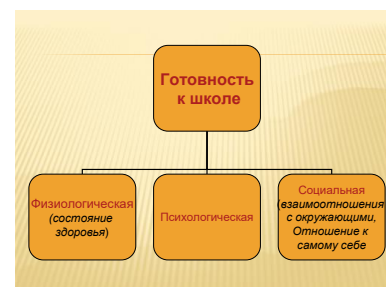 Готовность
к школе
Физиологическая
(состояние
здоровья)
Психологическая
Социальная
(взаимоотношения
с окружающими,
Отношение к
самому себе